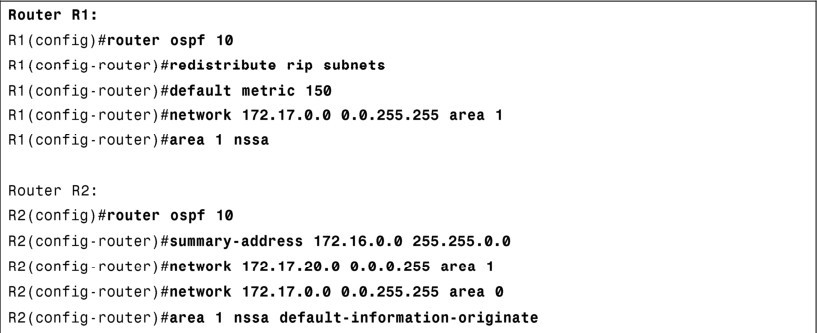 Router R1:
R1(config)#router ospf 10
R1(config-router)#redistribute rip subnets
R1(config-router)#default metric 150
R1(config-router)#network 172.17.0.0 0.0.255.255 area 1
R1(config-router)#area 1 nssa
Router R2:
R2(config)#router ospf 10
R2(config-router)#summary-address 172.16.0.0 255.255.0.0
R2(config-router)#network 172.17.20.0 0.0.0.255 area 1
R2(config-router)#network 172.17.0.0 0.0.255.255 area 0
R2(config-router)#area 1 nssa default-information-originate